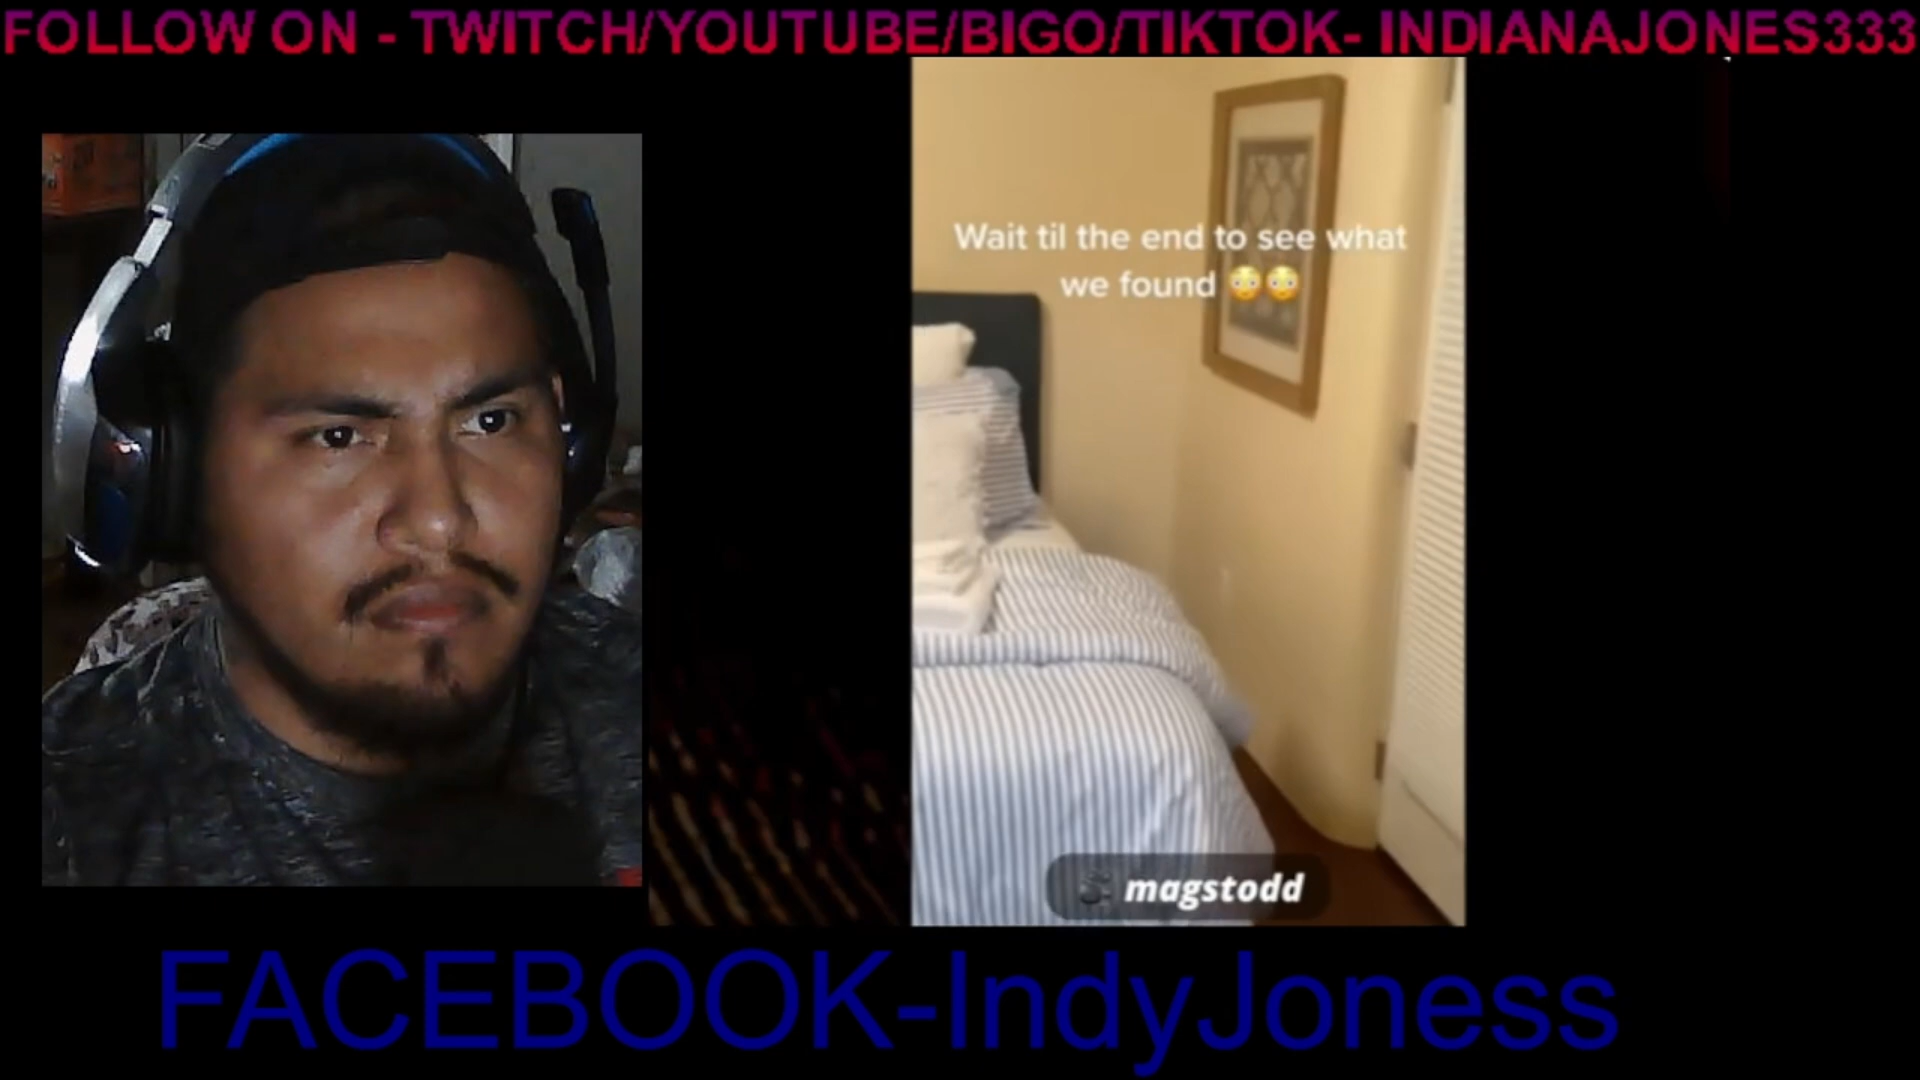 FOLLOW ON - TWITCH/YOUTUBE/BIGO/TIKTOK- INDIANAJONES333
Wait til the end to see what
we found 😳😳
magstodd
FACEBOOK-IndyJoness